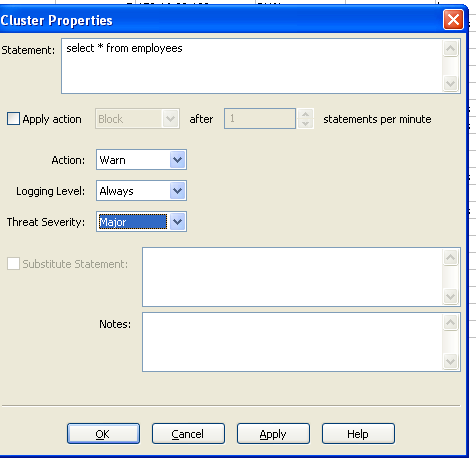 Cluster Properties
Statement: select * from employees
Apply action Block after 1 statements per minute
Action: Warn
Logging Level: Always
Threat Severity: Major
Substitute Statement:
Notes:
OK Cancel Apply Help